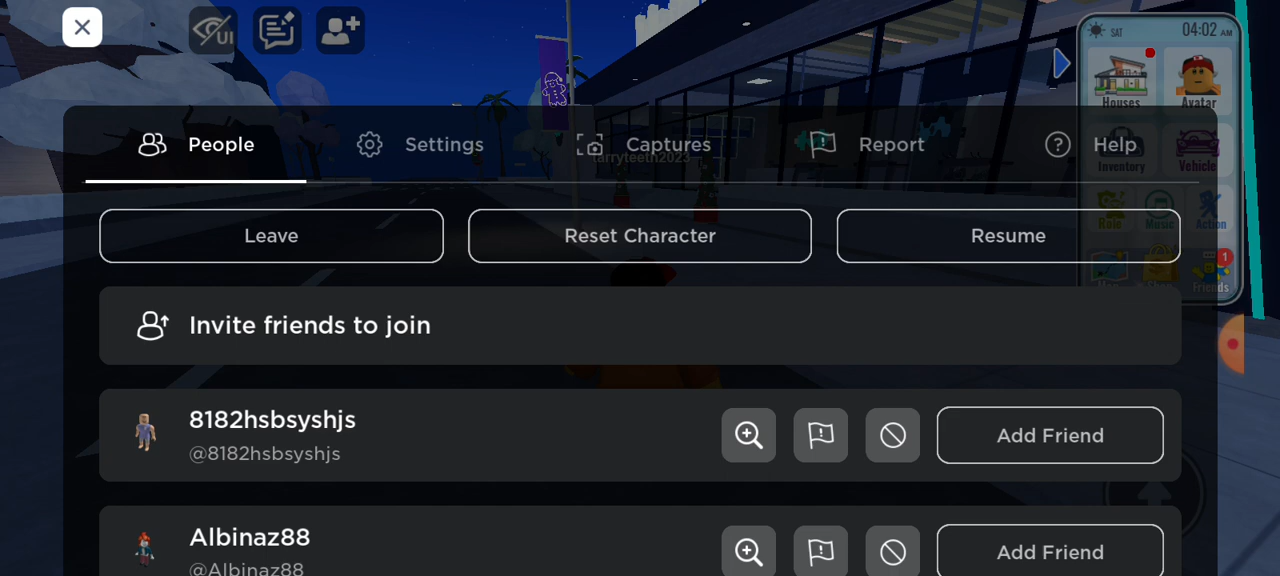 UI
SAT 04:02 AM
Houses Avatar
People Settings Captures Report Help
Inventory Vehicle
Leave Reset Character Resume
Role Music Action
1
Friends
Invite friends to join
8182hsbsyshjs
@8182hsbsyshjs
Add Friend
Albinaz88
@Albinaz88
Add Friend